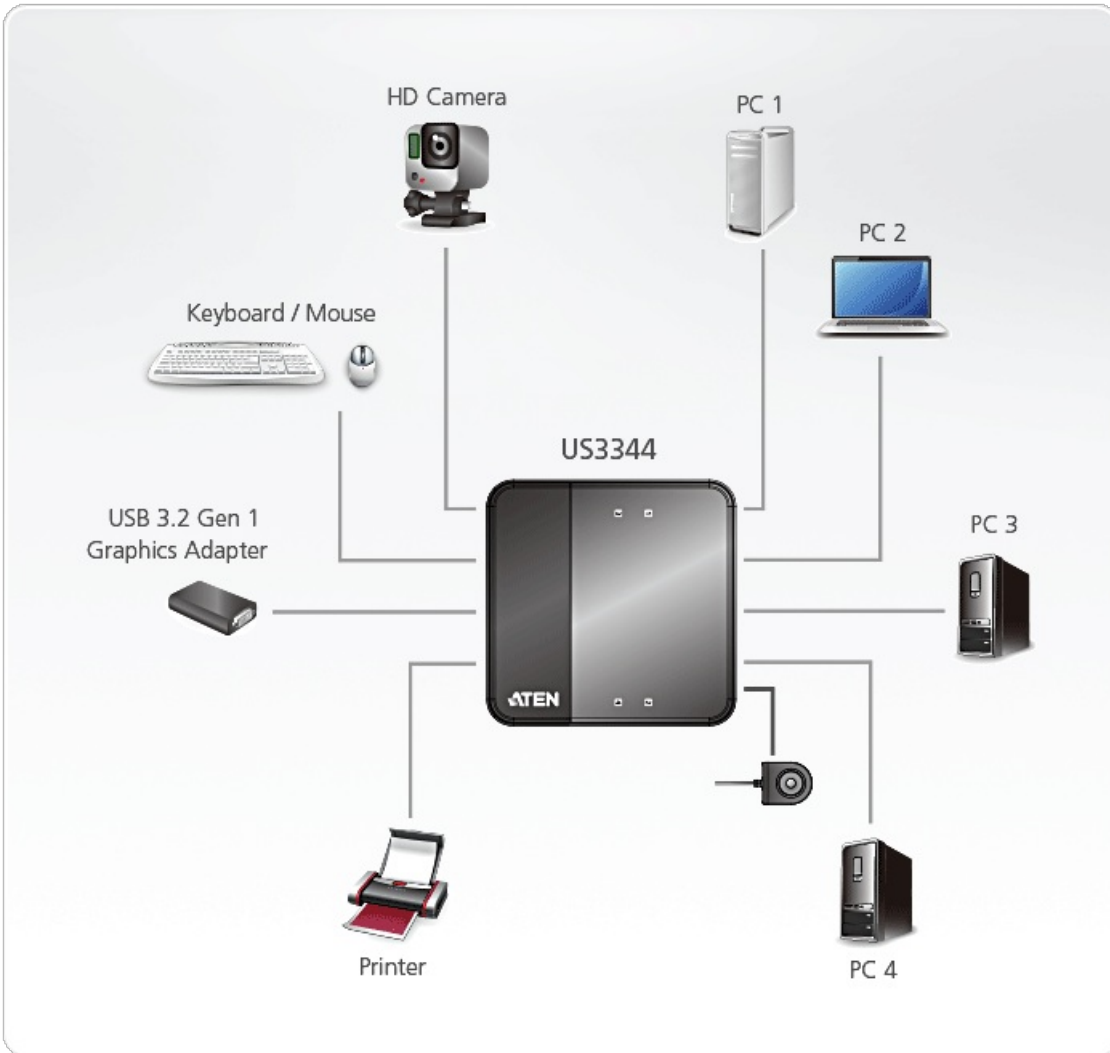 HD Camera
PC 1
PC 2
Keyboard / Mouse
US3344
USB 3.2 Gen 1
Graphics Adapter
PC 3
ATEN
Printer
PC 4